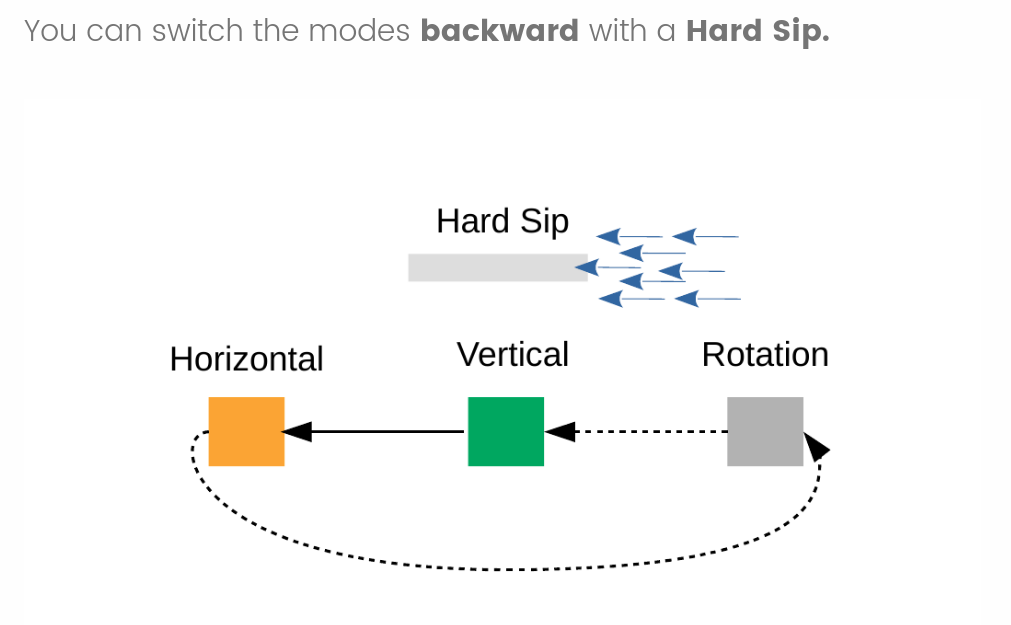 You can switch the modes backward with a Hard Sip.
Hard Sip
Horizontal
Vertical
Rotation